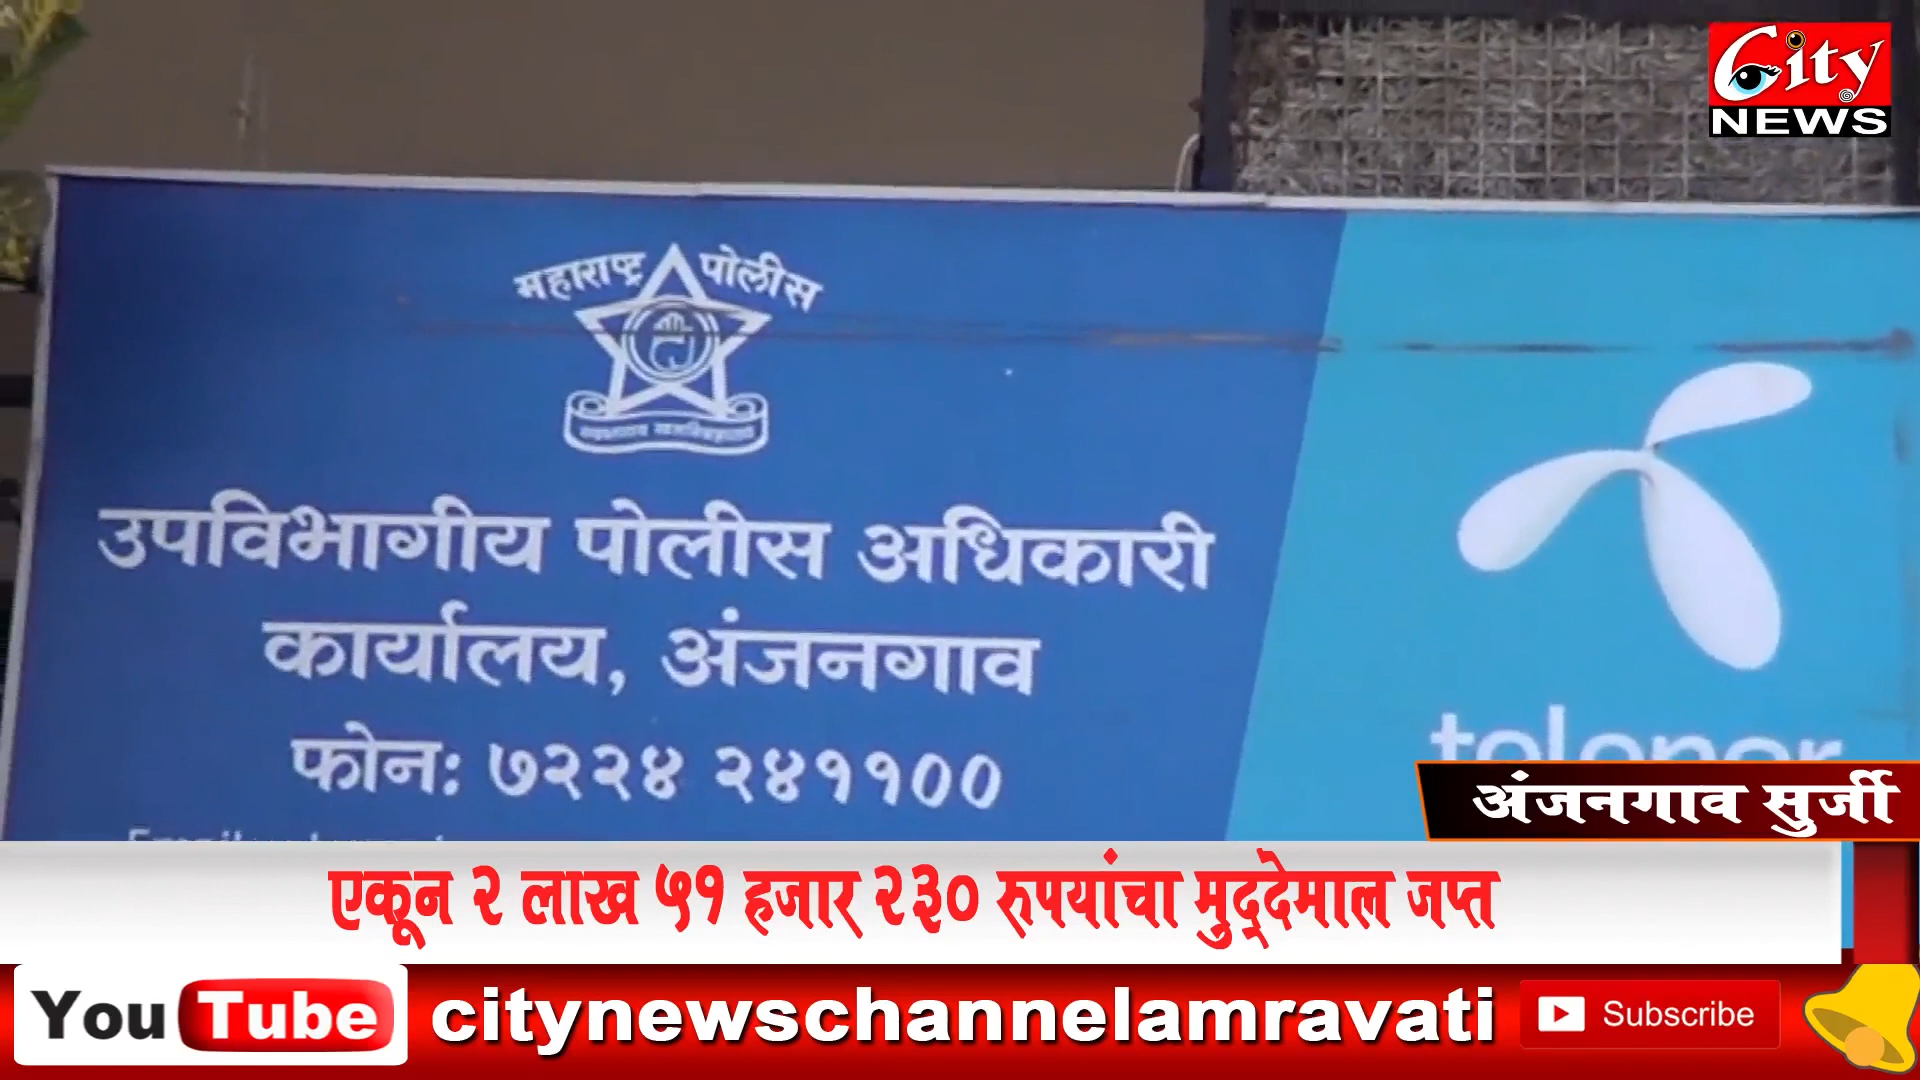 City
NEWS
महाराष्ट्र पोलीस
उपविभागीय पोलीस अधिकारी
कार्यालय, अंजनगाव
फोन: ७२२४ २४११००
telenor
अंजनगाव सुर्जी
एकून २ लाख ५१ हजार २३० रुपयांचा मुद्देमाल जप्त
YouTube
citynewschannelamravati
Subscribe